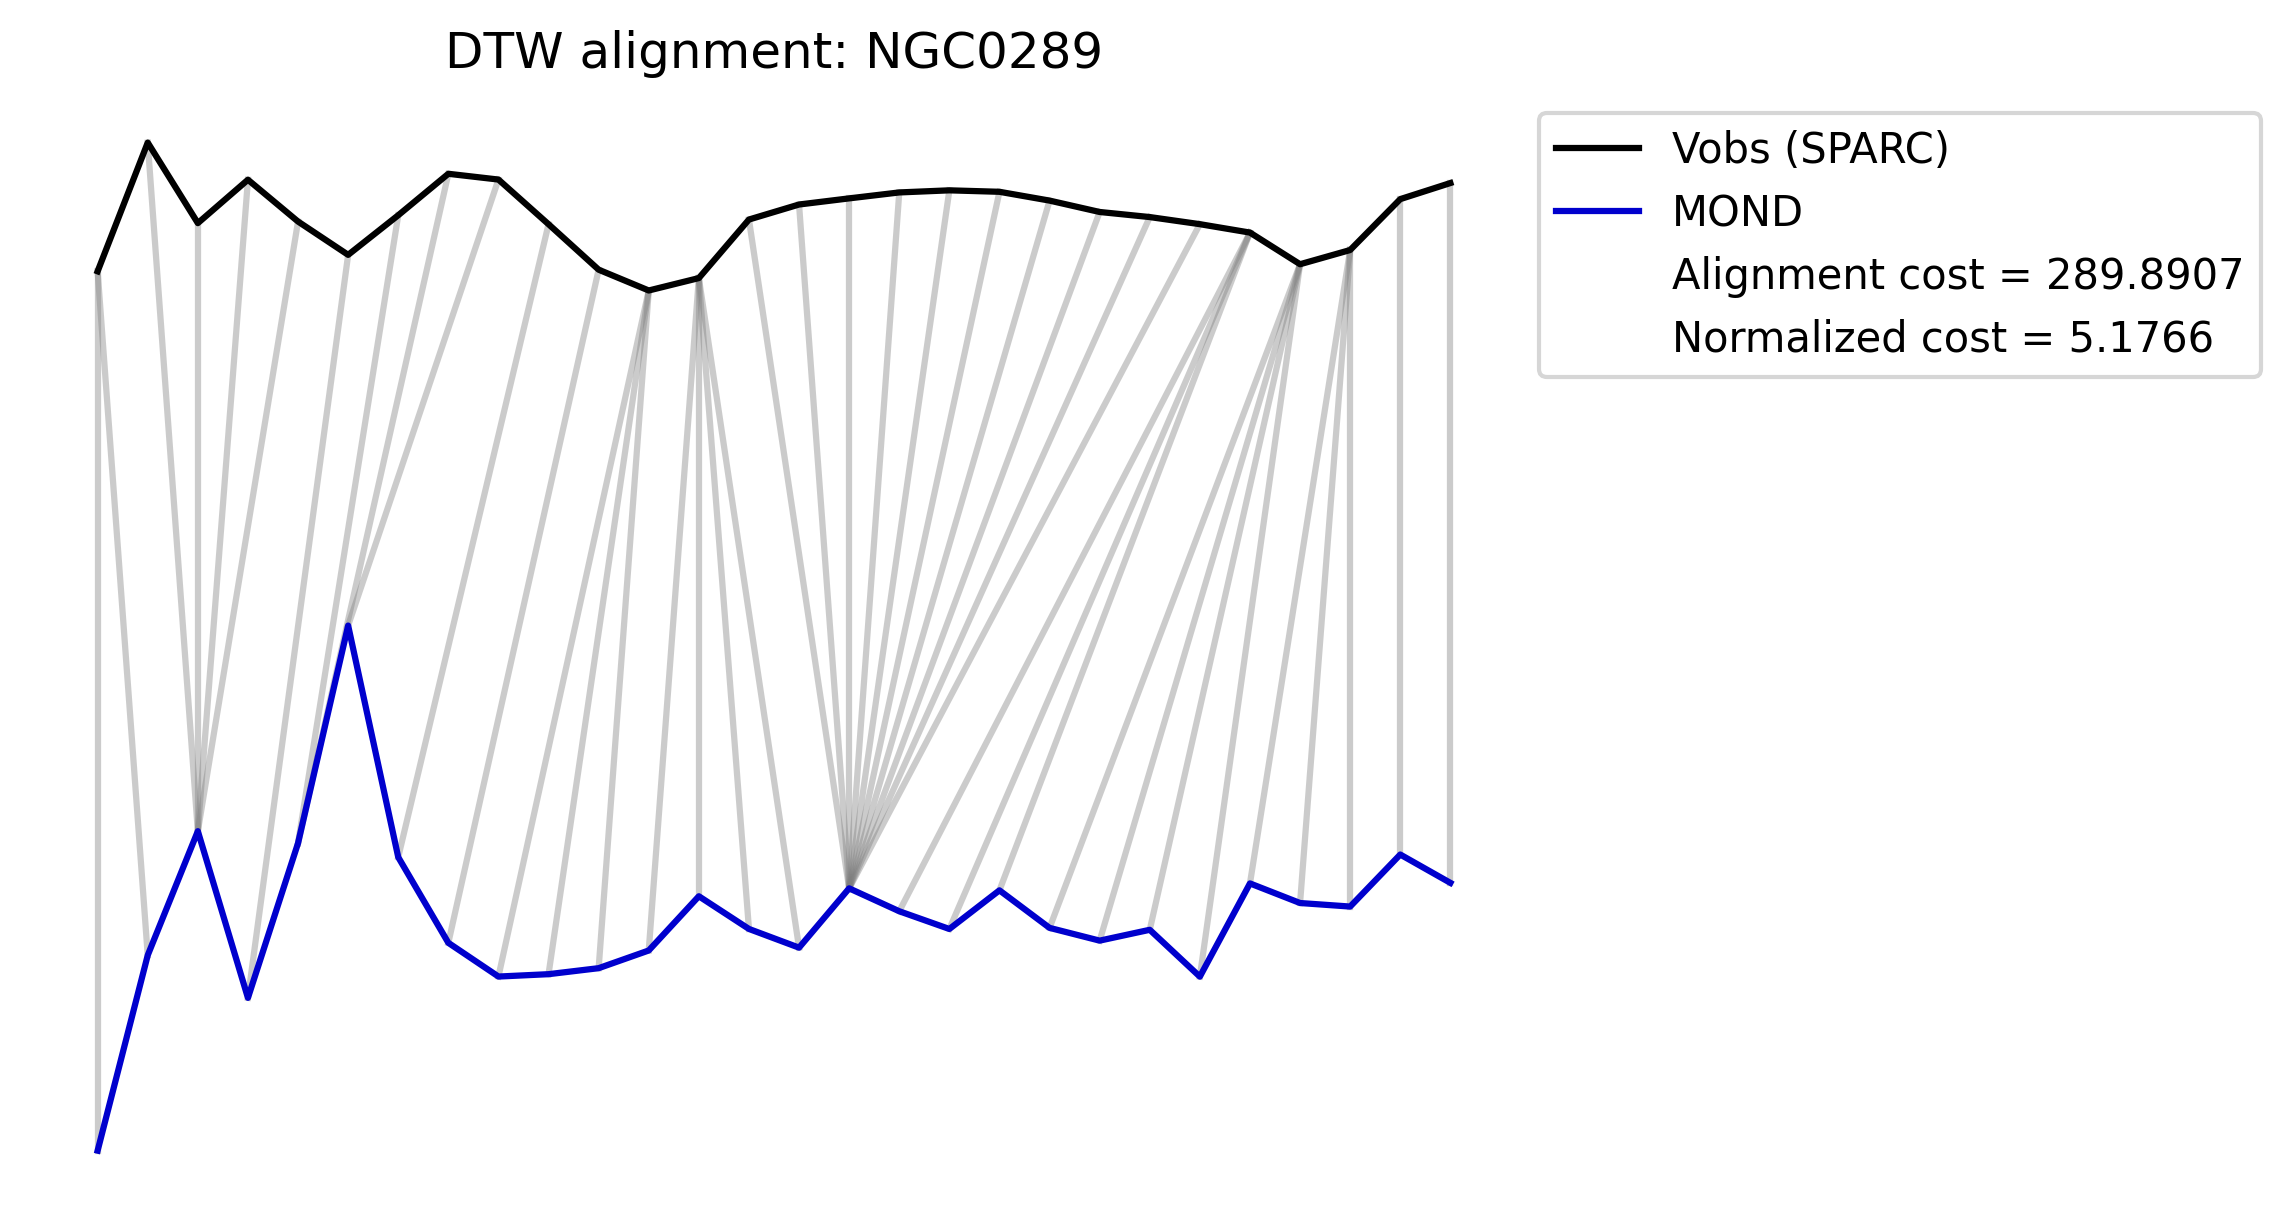 DTW alignment: NGC0289
Vobs (SPARC)
MOND
Alignment cost = 289.8907
Normalized cost = 5.1766